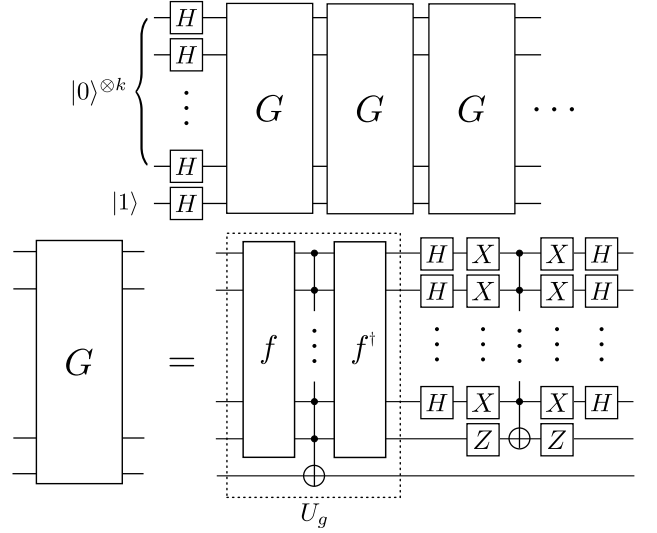 H
H
|0⟩^{⊗k}
⋮
G G G ⋯
H
|1⟩ H
H X X H
H X X H
G = f f† ⋮ ⋮ ⋮ ⋮
H X X H
Z Z
U_g